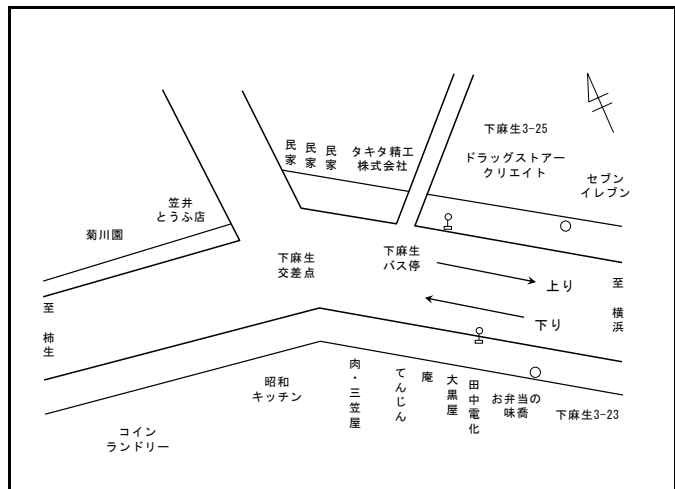 下麻生3-25
民家
民家
民家
タキタ精工
株式会社
ドラッグストアー
クリエイト
セブン
イレブン
笠井
とうふ店
菊川園
下麻生
交差点
下麻生
バス停
上り
至 横浜
下り
至 柿生
肉・三笠屋
てんじん
庵
大黒屋
田中電化
お弁当の
味喬
下麻生3-23
昭和
キッチン
コイン
ランドリー